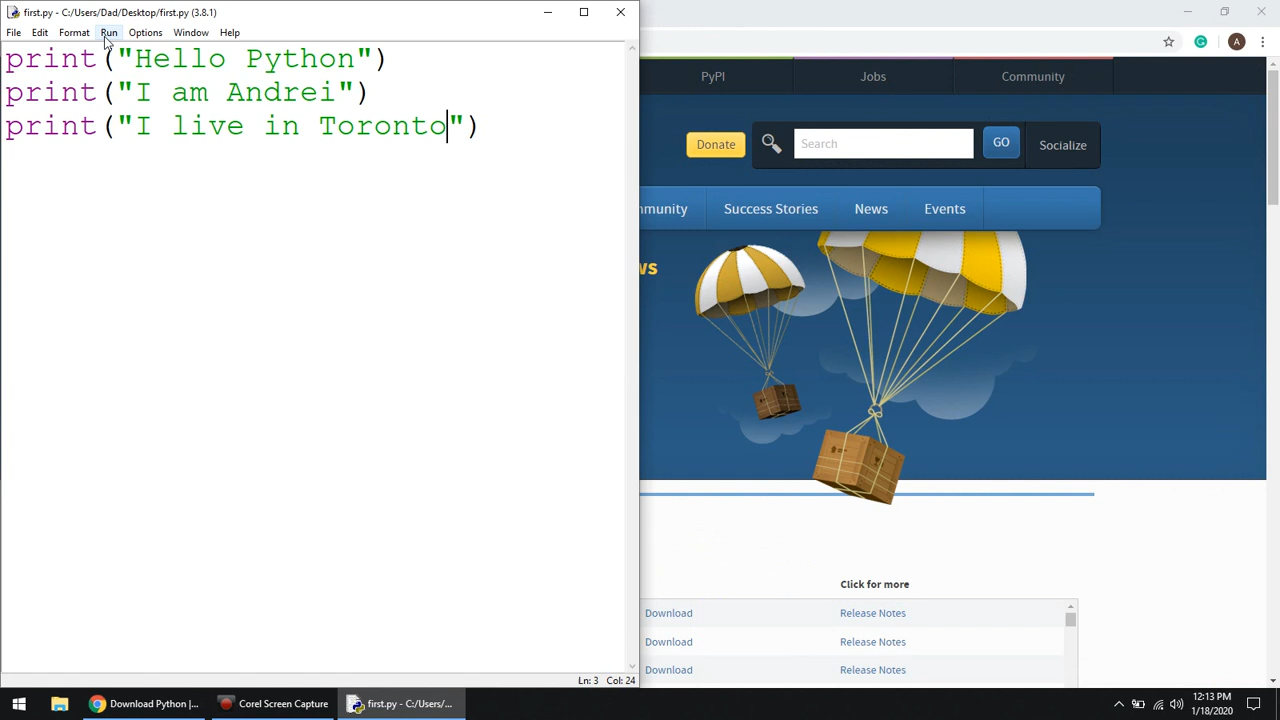 first.py - C:/Users/Dad/Desktop/first.py (3.8.1)
File Edit Format Run Options Window Help
print("Hello Python")
print("I am Andrei")
print("I live in Toronto")
Ln: 3 Col: 24
A
PyPI Jobs Community
Donate Search GO Socialize
mmunity Success Stories News Events
ws
Click for more
Download Release Notes
Download Release Notes
Download Release Notes
Download Python |... Corel Screen Capture first.py - C:/Users/...
12:13 PM
1/18/2020